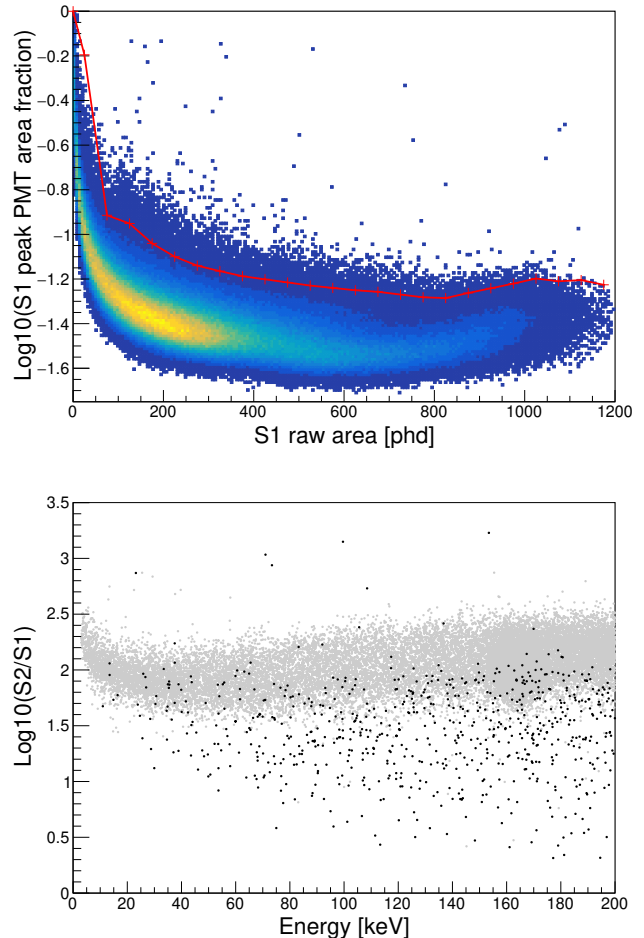 Log10(S1 peak PMT area fraction)
0
−0.2
−0.4
−0.6
−0.8
−1
−1.2
−1.4
−1.6
0 200 400 600 800 1000 1200
S1 raw area [phd]
Log10(S2/S1)
3.5
3
2.5
2
1.5
1
0.5
0
0 20 40 60 80 100 120 140 160 180 200
Energy [keV]